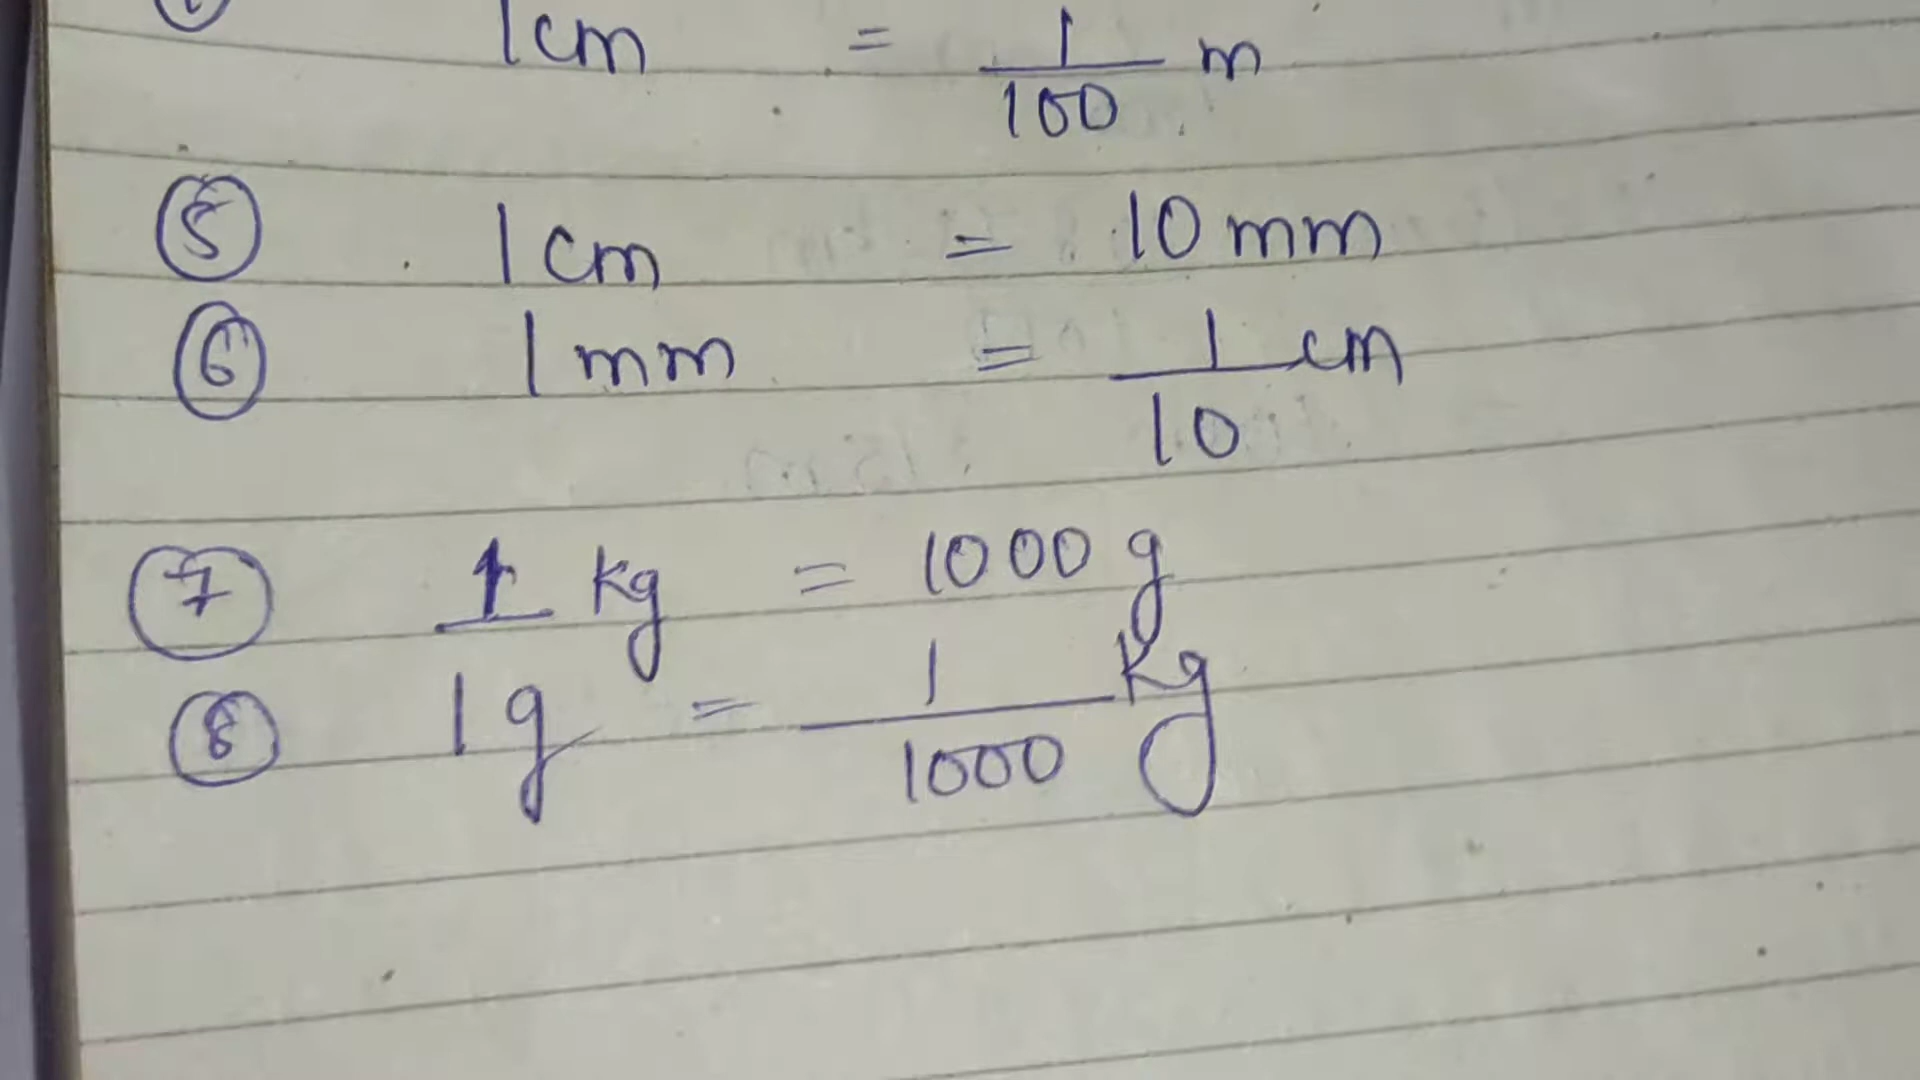 1cm = 1/100 m
5 1cm = 10 mm
6 1mm = 1/10 cm
7 1 kg = 1000 g
8 1g = 1/1000 kg